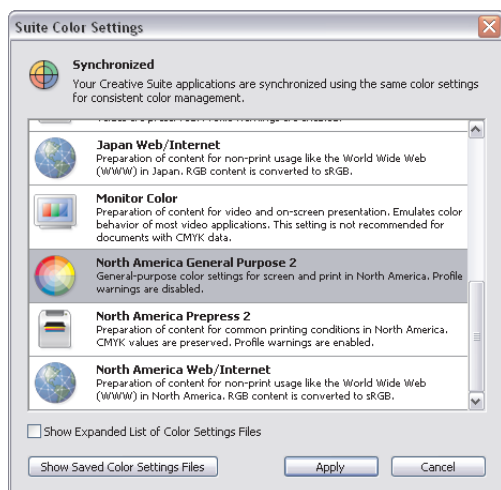 Suite Color Settings
Synchronized
Your Creative Suite applications are synchronized using the same color settings
for consistent color management.
values are preserved. Profile warnings are enabled.
Japan Web/Internet
Preparation of content for non-print usage like the World Wide Web
(WWW) in Japan. RGB content is converted to sRGB.
Monitor Color
Preparation of content for video and on-screen presentation. Emulates color
behavior of most video applications. This setting is not recommended for
documents with CMYK data.
North America General Purpose 2
General-purpose color settings for screen and print in North America. Profile
warnings are disabled.
North America Prepress 2
Preparation of content for common printing conditions in North America.
CMYK values are preserved. Profile warnings are enabled.
North America Web/Internet
Preparation of content for non-print usage like the World Wide Web
(WWW) in North America. RGB content is converted to sRGB.
Show Expanded List of Color Settings Files
Show Saved Color Settings Files
Apply
Cancel